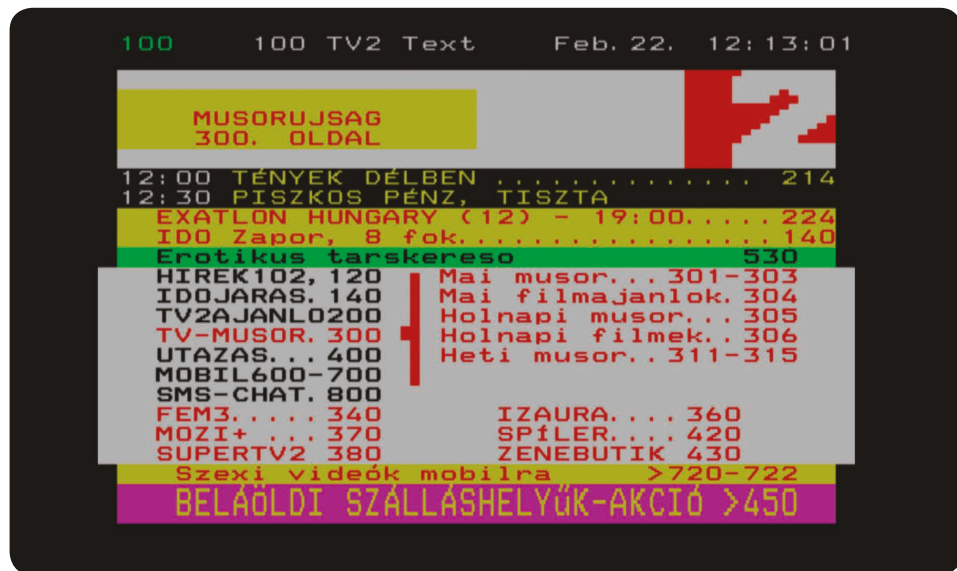 100 100 TV2 Text Feb. 22. 12:13:01
MUSORUJSAG
300. OLDAL
12:00 TÉNYEK DÉLBEN ............... 214
12:30 PISZKOS PÉNZ, TISZTA
EXATLON HUNGARY (12) - 19:00..... 224
IDO Zapor, 8 fok................. 140
Erotikus tarskereso 530
HIREK102,120 Mai musor...301-303
IDOJARAS.140 Mai filmajanlok.304
TV2AJANLO200 Holnapi musor...305
TV-MUSOR.300 Holnapi filmek..306
UTAZAS...400 Heti musor..311-315
MOBIL600-700
SMS-CHAT.800
FEM3.....340 IZAURA....360
MOZI+ ...370 SPíLER....420
SUPERTV2 380 ZENEBUTIK 430
Szexi videók mobilra >720-722
BELÁÖLDI SZÁLLÁSHELYűK-AKCIÓ >450
2